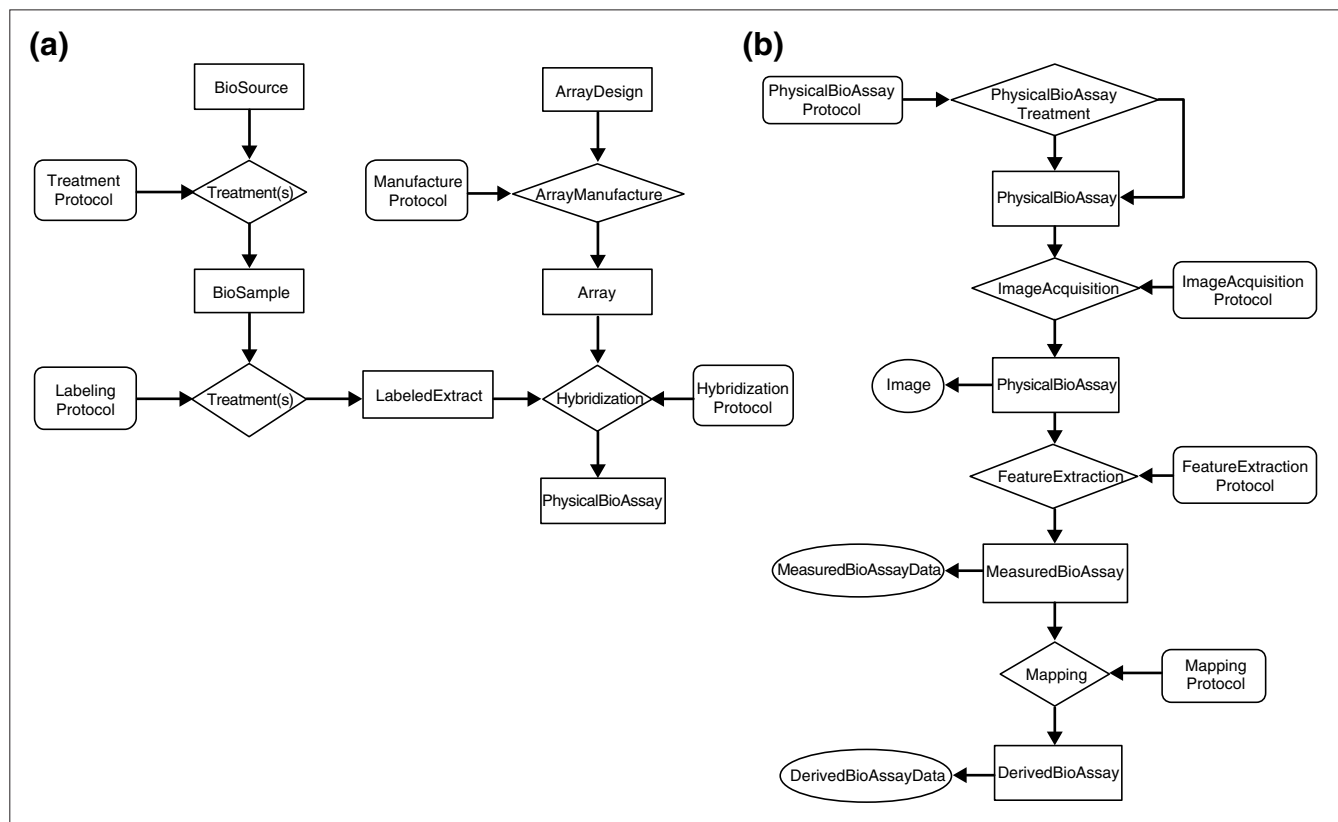 (a)
BioSource
Treatment
Protocol
Treatment(s)
BioSample
Labeling
Protocol
Treatment(s)
LabeledExtract
ArrayDesign
Manufacture
Protocol
ArrayManufacture
Array
Hybridization
Hybridization
Protocol
PhysicalBioAssay
(b)
PhysicalBioAssay
Protocol
PhysicalBioAssay
Treatment
PhysicalBioAssay
ImageAcquisition
ImageAcquisition
Protocol
Image
PhysicalBioAssay
FeatureExtraction
FeatureExtraction
Protocol
MeasuredBioAssayData
MeasuredBioAssay
Mapping
Mapping
Protocol
DerivedBioAssayData
DerivedBioAssay